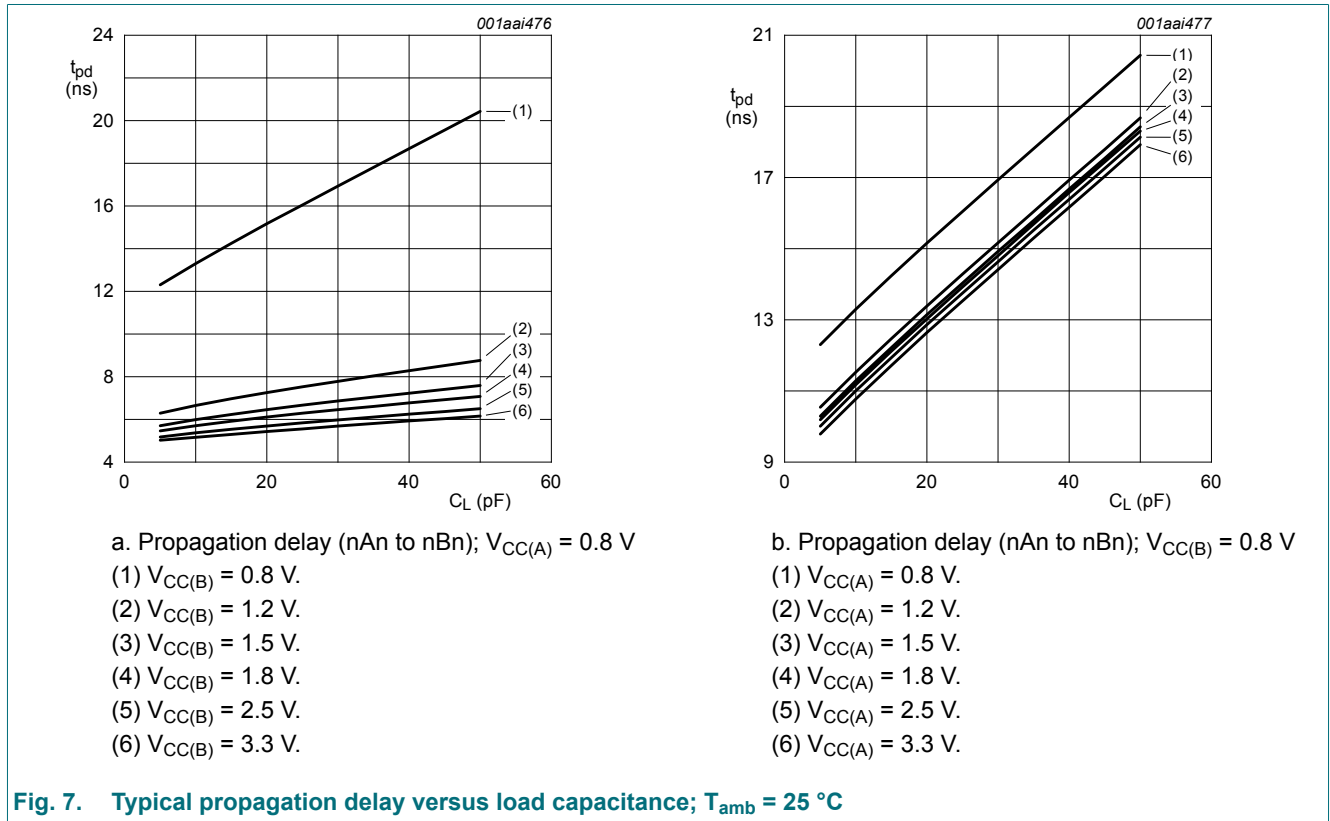 001aai476
24
tpd
(ns)
20
16
12
8
4
0
20
40
60
CL (pF)
(1)
(2)
(3)
(4)
(5)
(6)
a. Propagation delay (nAn to nBn); VCC(A) = 0.8 V
(1) VCC(B) = 0.8 V.
(2) VCC(B) = 1.2 V.
(3) VCC(B) = 1.5 V.
(4) VCC(B) = 1.8 V.
(5) VCC(B) = 2.5 V.
(6) VCC(B) = 3.3 V.
001aai477
21
tpd
(ns)
17
13
9
0
20
40
60
CL (pF)
(1)
(2)
(3)
(4)
(5)
(6)
b. Propagation delay (nAn to nBn); VCC(B) = 0.8 V
(1) VCC(A) = 0.8 V.
(2) VCC(A) = 1.2 V.
(3) VCC(A) = 1.5 V.
(4) VCC(A) = 1.8 V.
(5) VCC(A) = 2.5 V.
(6) VCC(A) = 3.3 V.
Fig. 7. Typical propagation delay versus load capacitance; Tamb = 25 °C